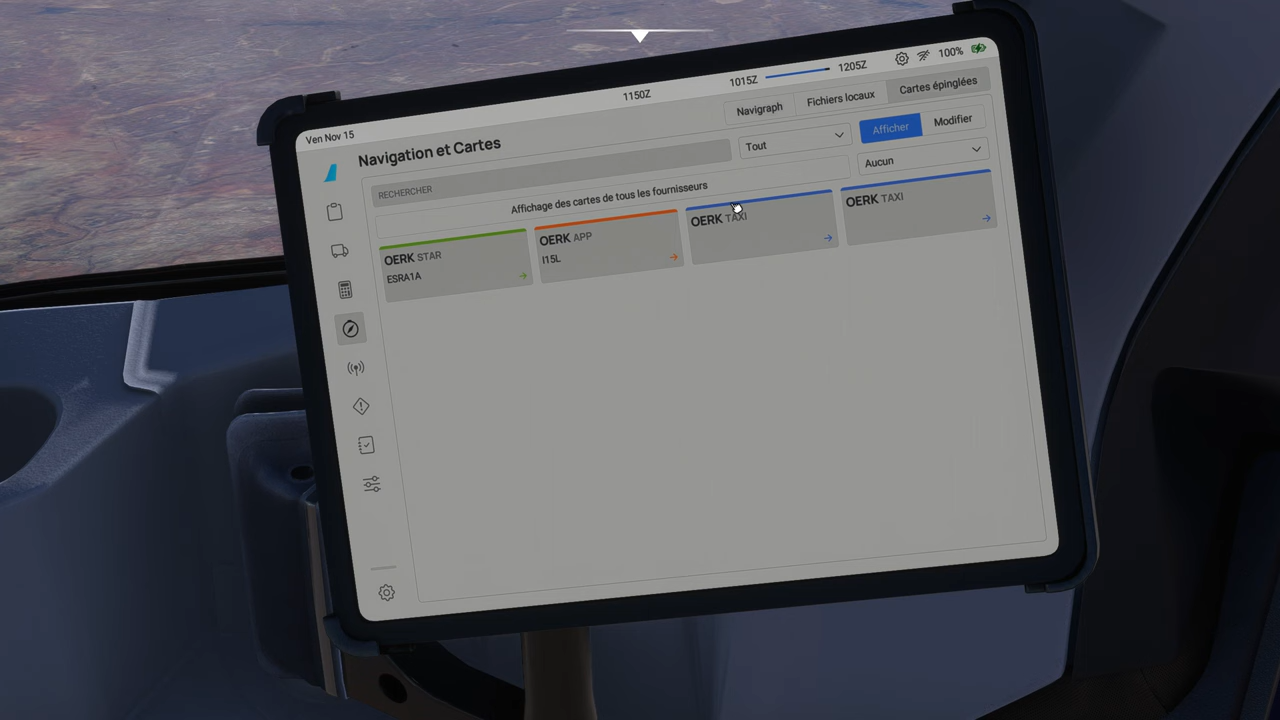 Ven Nov 15
1150Z
1015Z
1205Z
100%
Navigation et Cartes
Navigraph
Fichiers locaux
Cartes épinglées
RECHERCHER
Tout
Afficher
Modifier
Affichage des cartes de tous les fournisseurs
Aucun
OERK STAR
ESRA1A
OERK APP
I15L
OERK TAXI
OERK TAXI